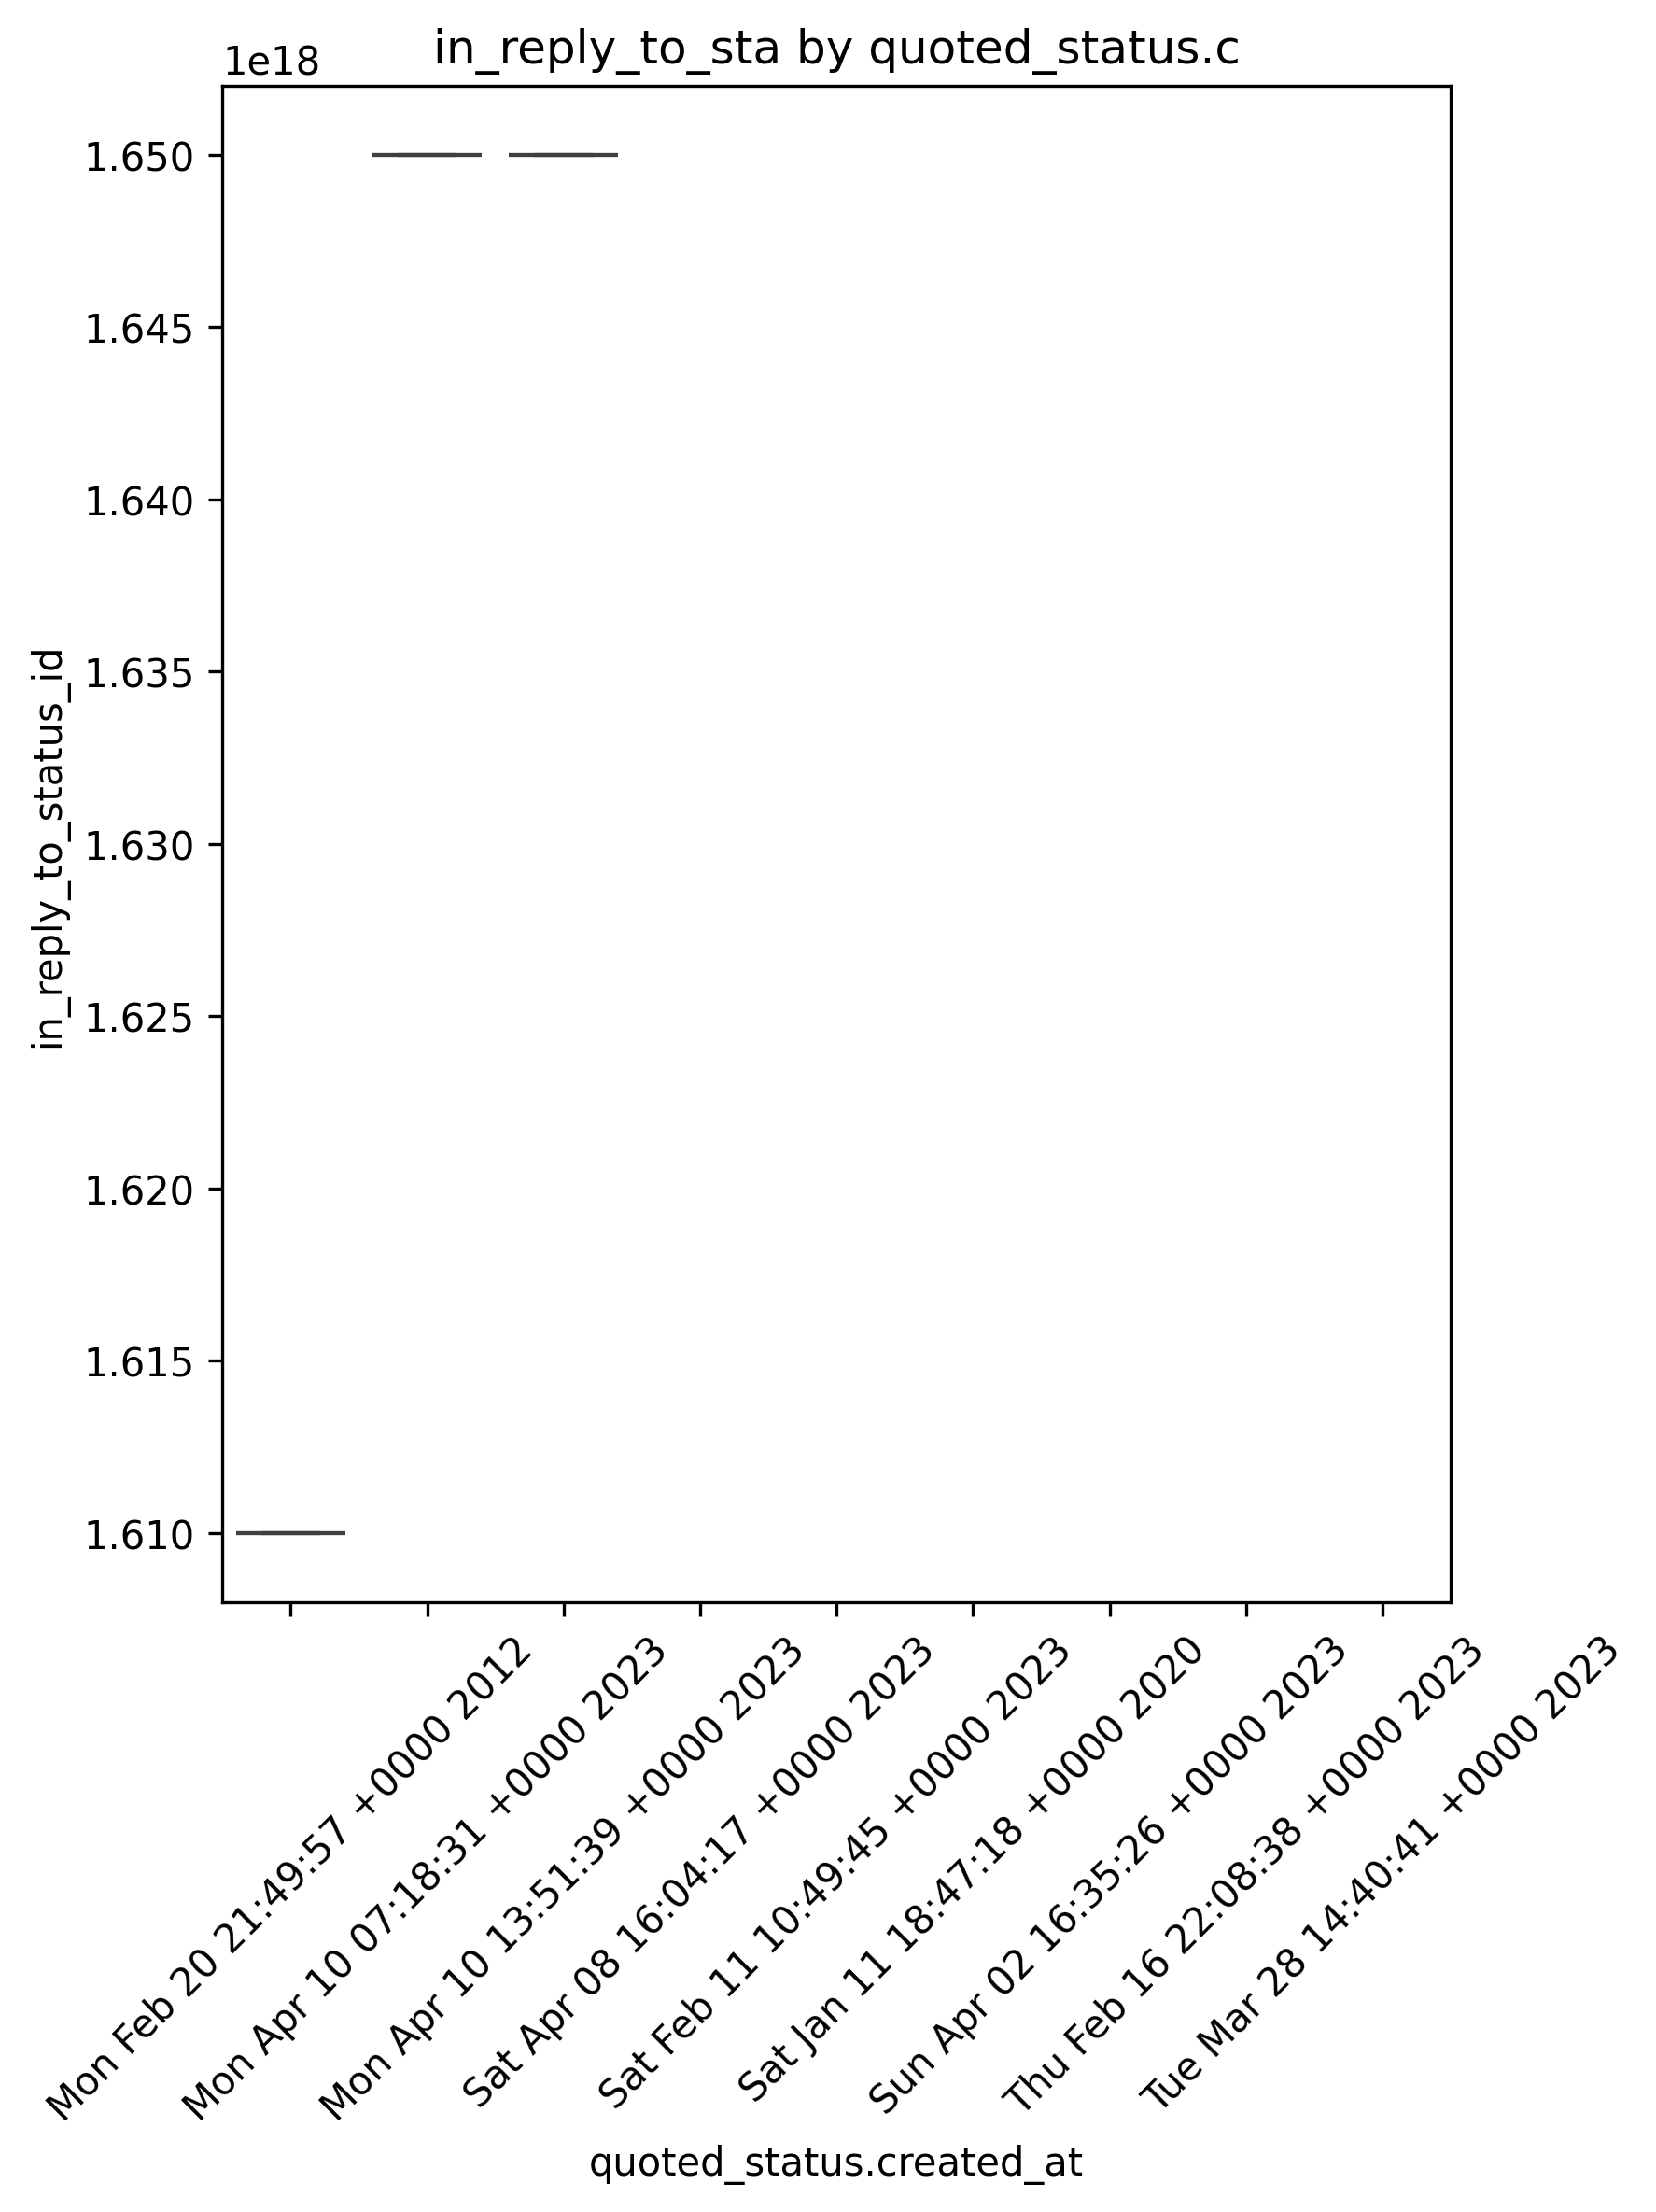 in_reply_to_sta by quoted_status.c
1e18
1.650
1.645
1.640
1.635
1.630
1.625
1.620
1.615
1.610
in_reply_to_status_id
Mon Feb 20 21:49:57 +0000 2012
Mon Apr 10 07:18:31 +0000 2023
Mon Apr 10 13:51:39 +0000 2023
Sat Apr 08 16:04:17 +0000 2023
Sat Feb 11 10:49:45 +0000 2023
Sat Jan 11 18:47:18 +0000 2020
Sun Apr 02 16:35:26 +0000 2023
Thu Feb 16 22:08:38 +0000 2023
Tue Mar 28 14:40:41 +0000 2023
quoted_status.created_at